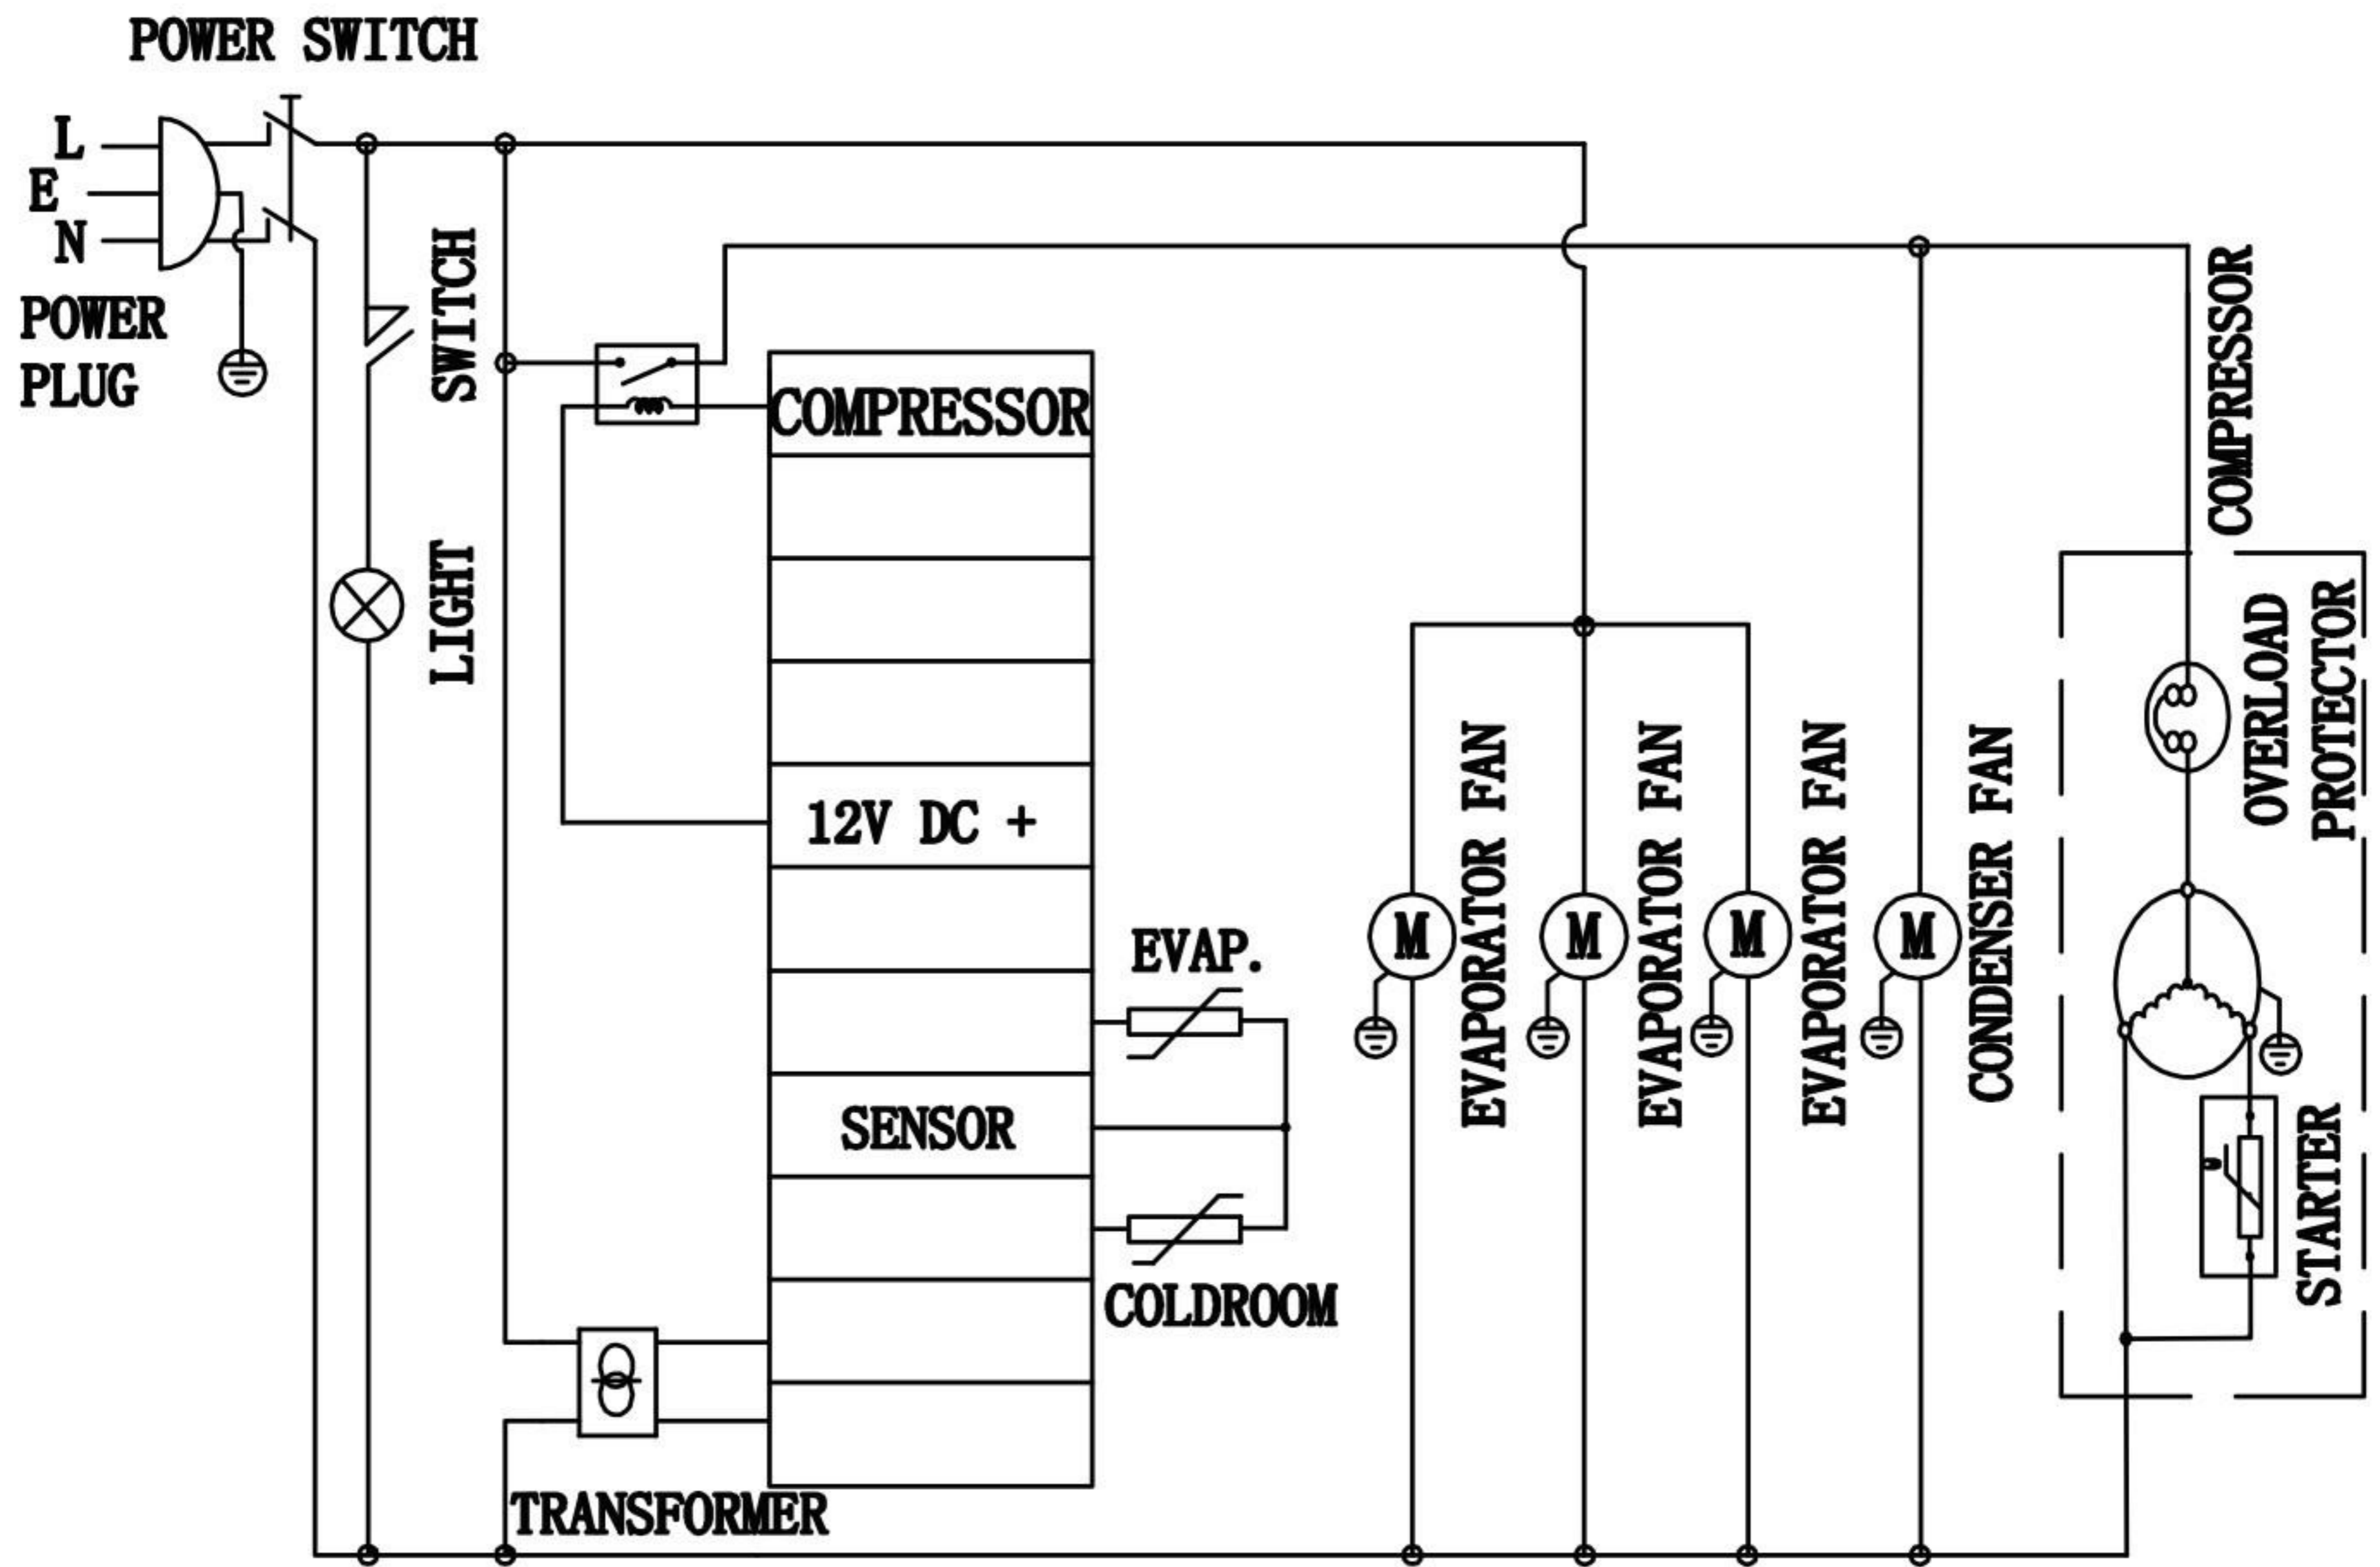 POWER SWITCH
L
E
N
POWER
PLUG
SWITCH
LIGHT
COMPRESSOR
12V DC +
SENSOR
TRANSFORMER
EVAP.
COLDROOM
M
EVAPORATOR FAN
M
EVAPORATOR FAN
M
EVAPORATOR FAN
M
CONDENSER FAN
COMPRESSOR
OVERLOAD
PROTECTOR
STARTER